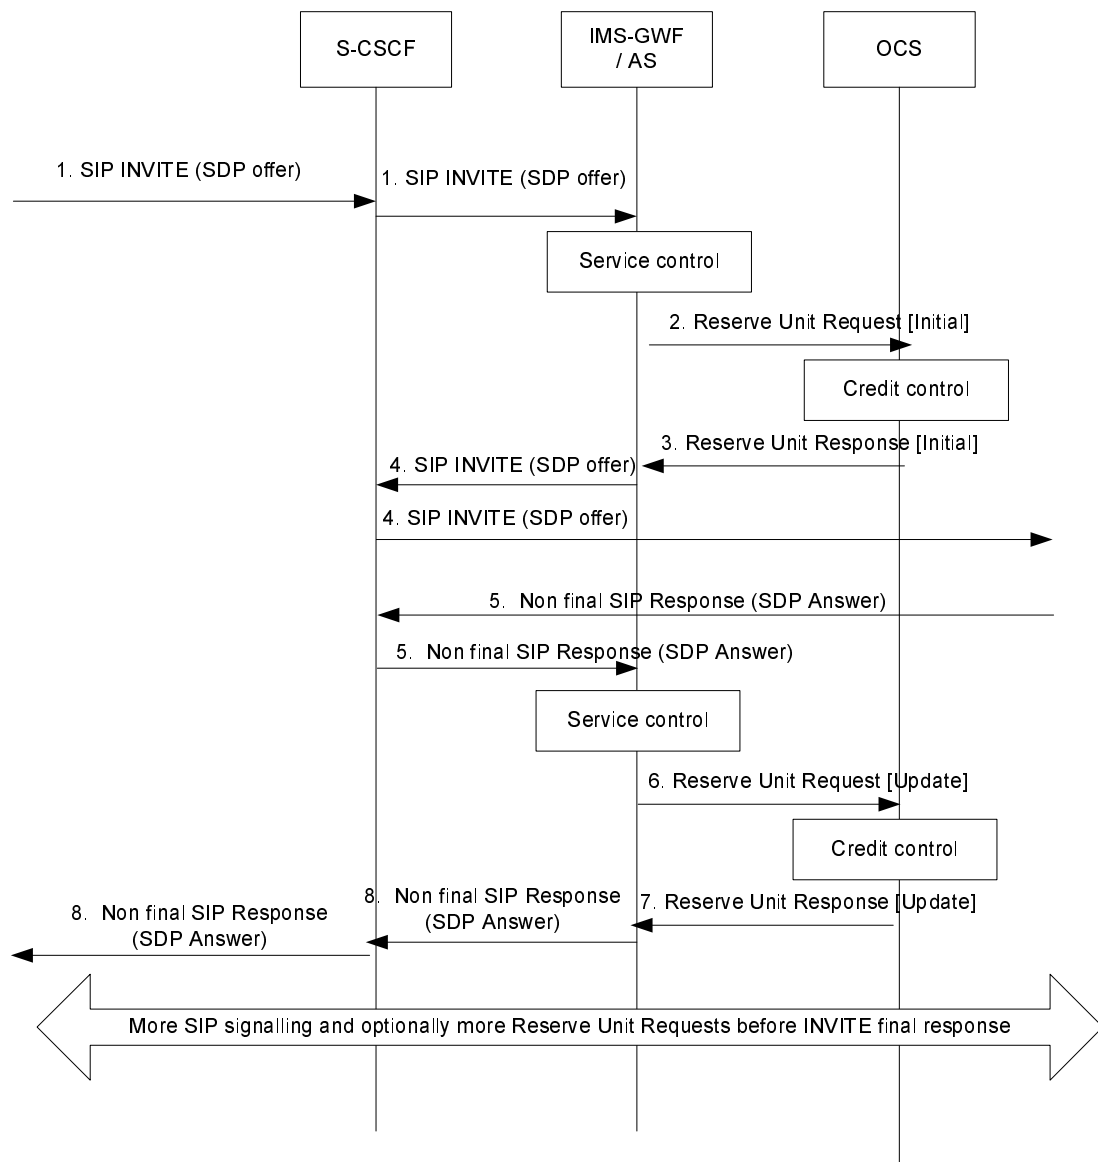 S-CSCF
IMS-GWF
/ AS
OCS
1. SIP INVITE (SDP offer)
1. SIP INVITE (SDP offer)
Service control
2. Reserve Unit Request [Initial]
Credit control
3. Reserve Unit Response [Initial]
4. SIP INVITE (SDP offer)
4. SIP INVITE (SDP offer)
5. Non final SIP Response (SDP Answer)
5. Non final SIP Response (SDP Answer)
Service control
6. Reserve Unit Request [Update]
Credit control
7. Reserve Unit Response [Update]
8. Non final SIP Response
(SDP Answer)
8. Non final SIP Response
(SDP Answer)
More SIP signalling and optionally more Reserve Unit Requests before INVITE final response